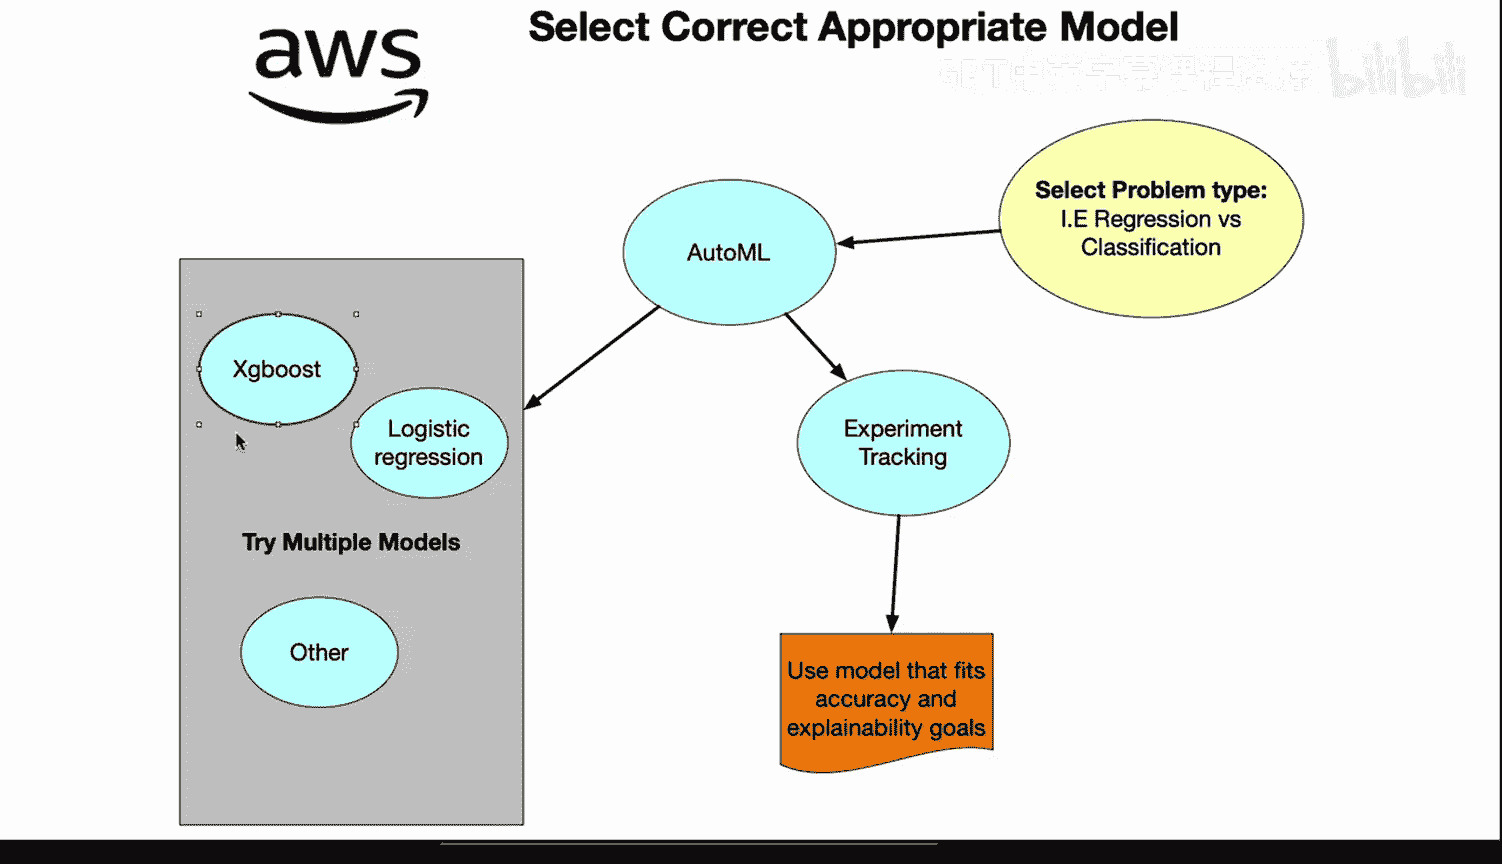 aws
Select Correct Appropriate Model
bilibili
Select Problem type:
I.E Regression vs
Classification
AutoML
Xgboost
Logistic
regression
Experiment
Tracking
Try Multiple Models
Other
Use model that fits
accuracy and
explainability goals